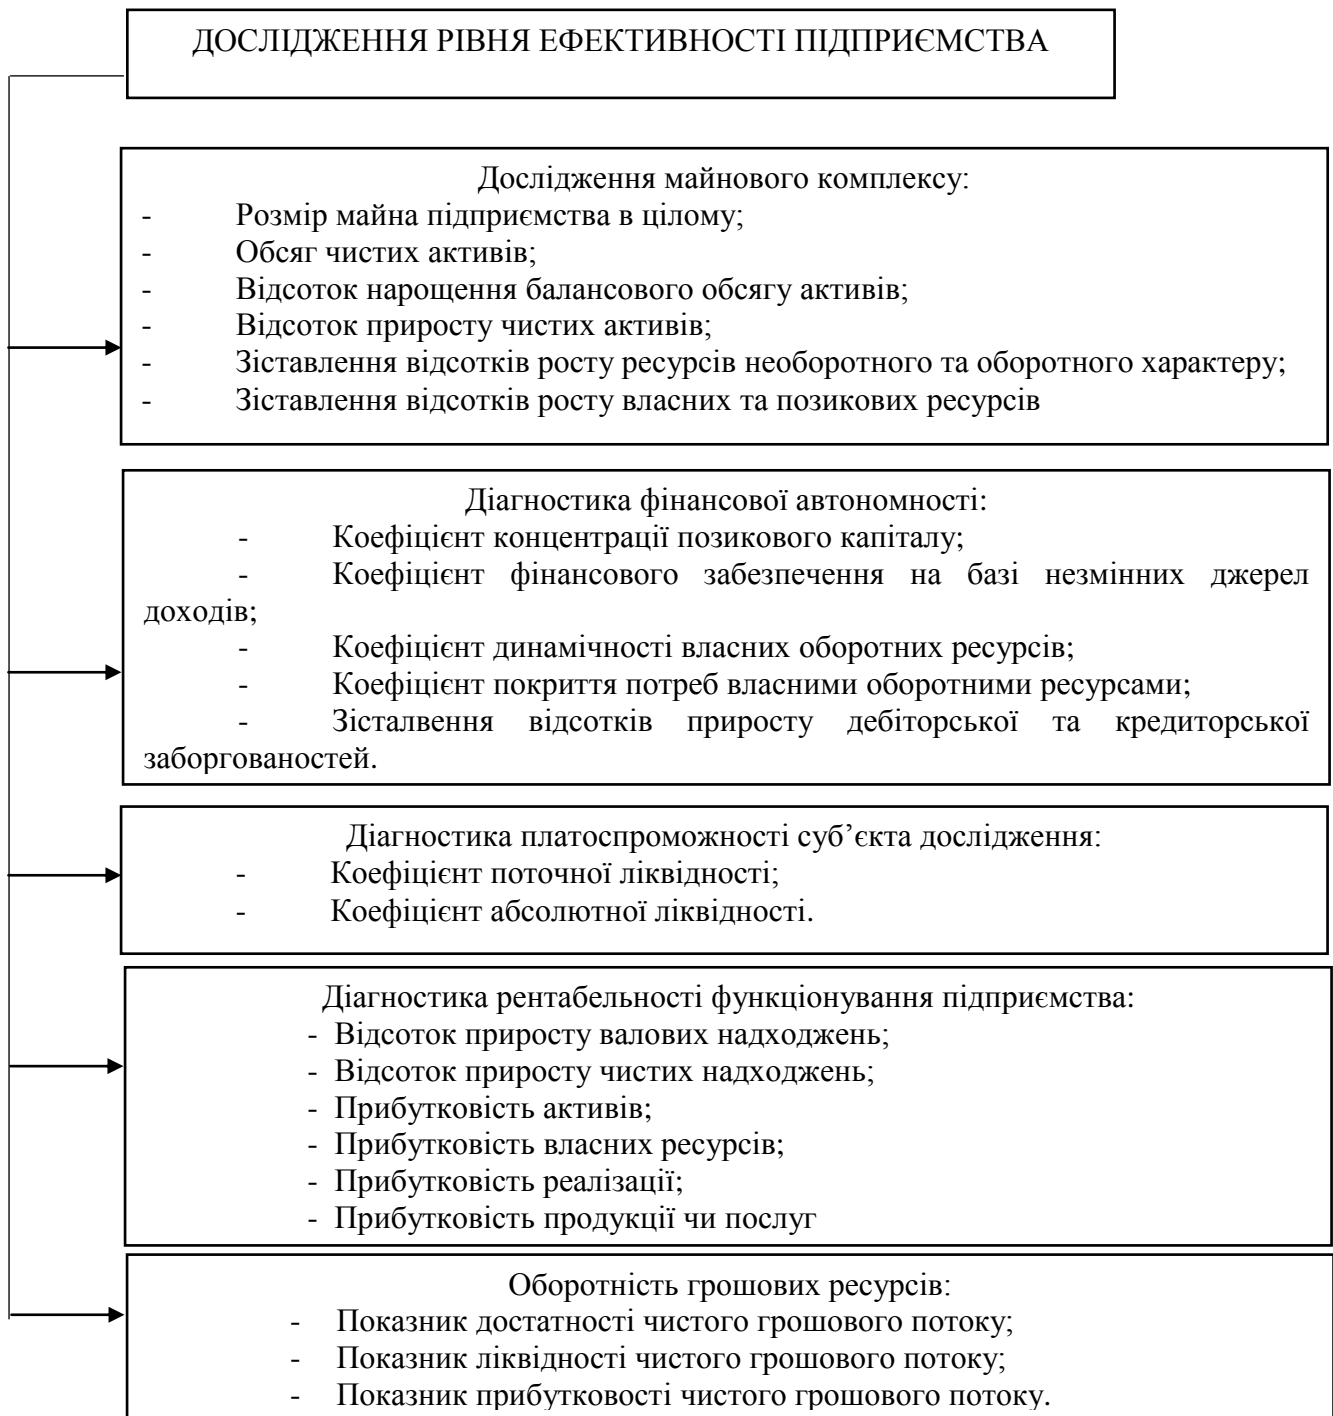 ДОСЛІДЖЕННЯ РІВНЯ ЕФЕКТИВНОСТІ ПІДПРИЄМСТВА
Дослідження майнового комплексу:
- Розмір майна підприємства в цілому;
- Обсяг чистих активів;
- Відсоток нарощення балансового обсягу активів;
- Відсоток приросту чистих активів;
- Зіставлення відсотків росту ресурсів необоротного та оборотного характеру;
- Зіставлення відсотків росту власних та позикових ресурсів
Діагностика фінансової автономності:
- Коефіцієнт концентрації позикового капіталу;
- Коефіцієнт фінансового забезпечення на базі незмінних джерел
доходів;
- Коефіцієнт динамічності власних оборотних ресурсів;
- Коефіцієнт покриття потреб власними оборотними ресурсами;
- Зісталвення відсотків приросту дебіторської та кредиторської
заборгованостей.
Діагностика платоспроможності суб’єкта дослідження:
- Коефіцієнт поточної ліквідності;
- Коефіцієнт абсолютної ліквідності.
Діагностика рентабельності функціонування підприємства:
- Відсоток приросту валових надходжень;
- Відсоток приросту чистих надходжень;
- Прибутковість активів;
- Прибутковість власних ресурсів;
- Прибутковість реалізації;
- Прибутковість продукції чи послуг
Оборотність грошових ресурсів:
- Показник достатності чистого грошового потоку;
- Показник ліквідності чистого грошового потоку;
- Показник прибутковості чистого грошового потоку.